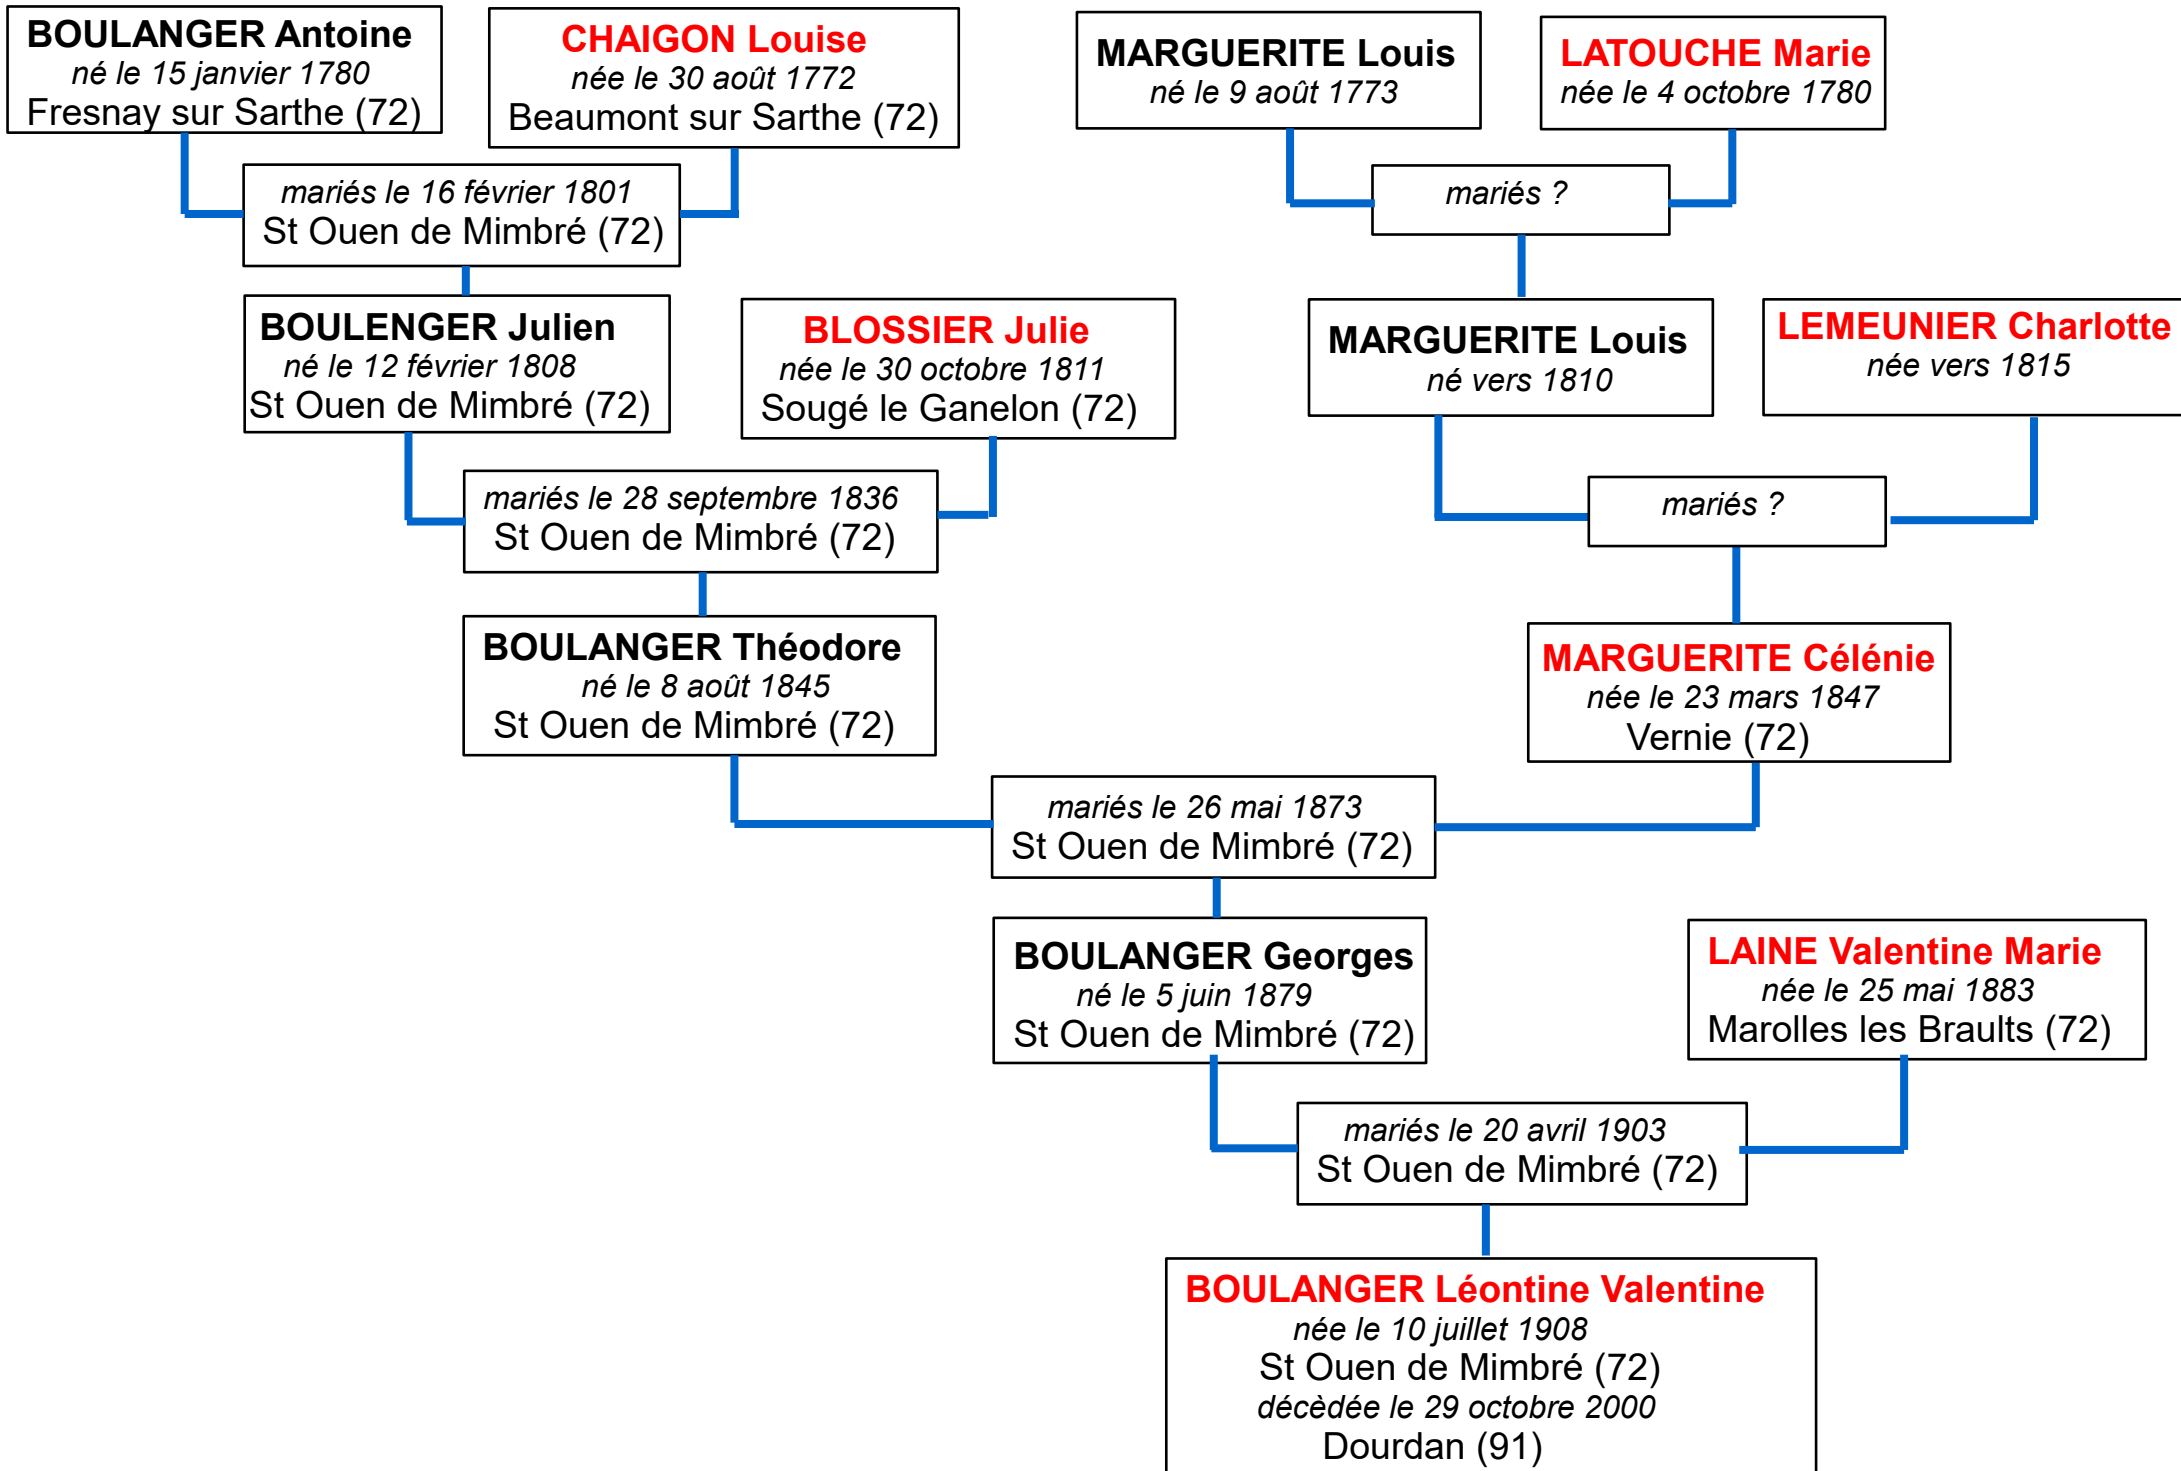 BOULANGER Antoine
né le 15 janvier 1780
Fresnay sur Sarthe (72)
CHAIGON Louise
née le 30 août 1772
Beaumont sur Sarthe (72)
MARGUERITE Louis
né le 9 août 1773
LATOUCHE Marie
née le 4 octobre 1780
mariés le 16 février 1801
St Ouen de Mimbré (72)
mariés ?
BOULENGER Julien
né le 12 février 1808
St Ouen de Mimbré (72)
BLOSSIER Julie
née le 30 octobre 1811
Sougé le Ganelon (72)
MARGUERITE Louis
né vers 1810
LEMEUNIER Charlotte
née vers 1815
mariés le 28 septembre 1836
St Ouen de Mimbré (72)
mariés ?
BOULANGER Théodore
né le 8 août 1845
St Ouen de Mimbré (72)
MARGUERITE Célénie
née le 23 mars 1847
Vernie (72)
mariés le 26 mai 1873
St Ouen de Mimbré (72)
BOULANGER Georges
né le 5 juin 1879
St Ouen de Mimbré (72)
LAINE Valentine Marie
née le 25 mai 1883
Marolles les Braults (72)
mariés le 20 avril 1903
St Ouen de Mimbré (72)
BOULANGER Léontine Valentine
née le 10 juillet 1908
St Ouen de Mimbré (72)
décèdée le 29 octobre 2000
Dourdan (91)